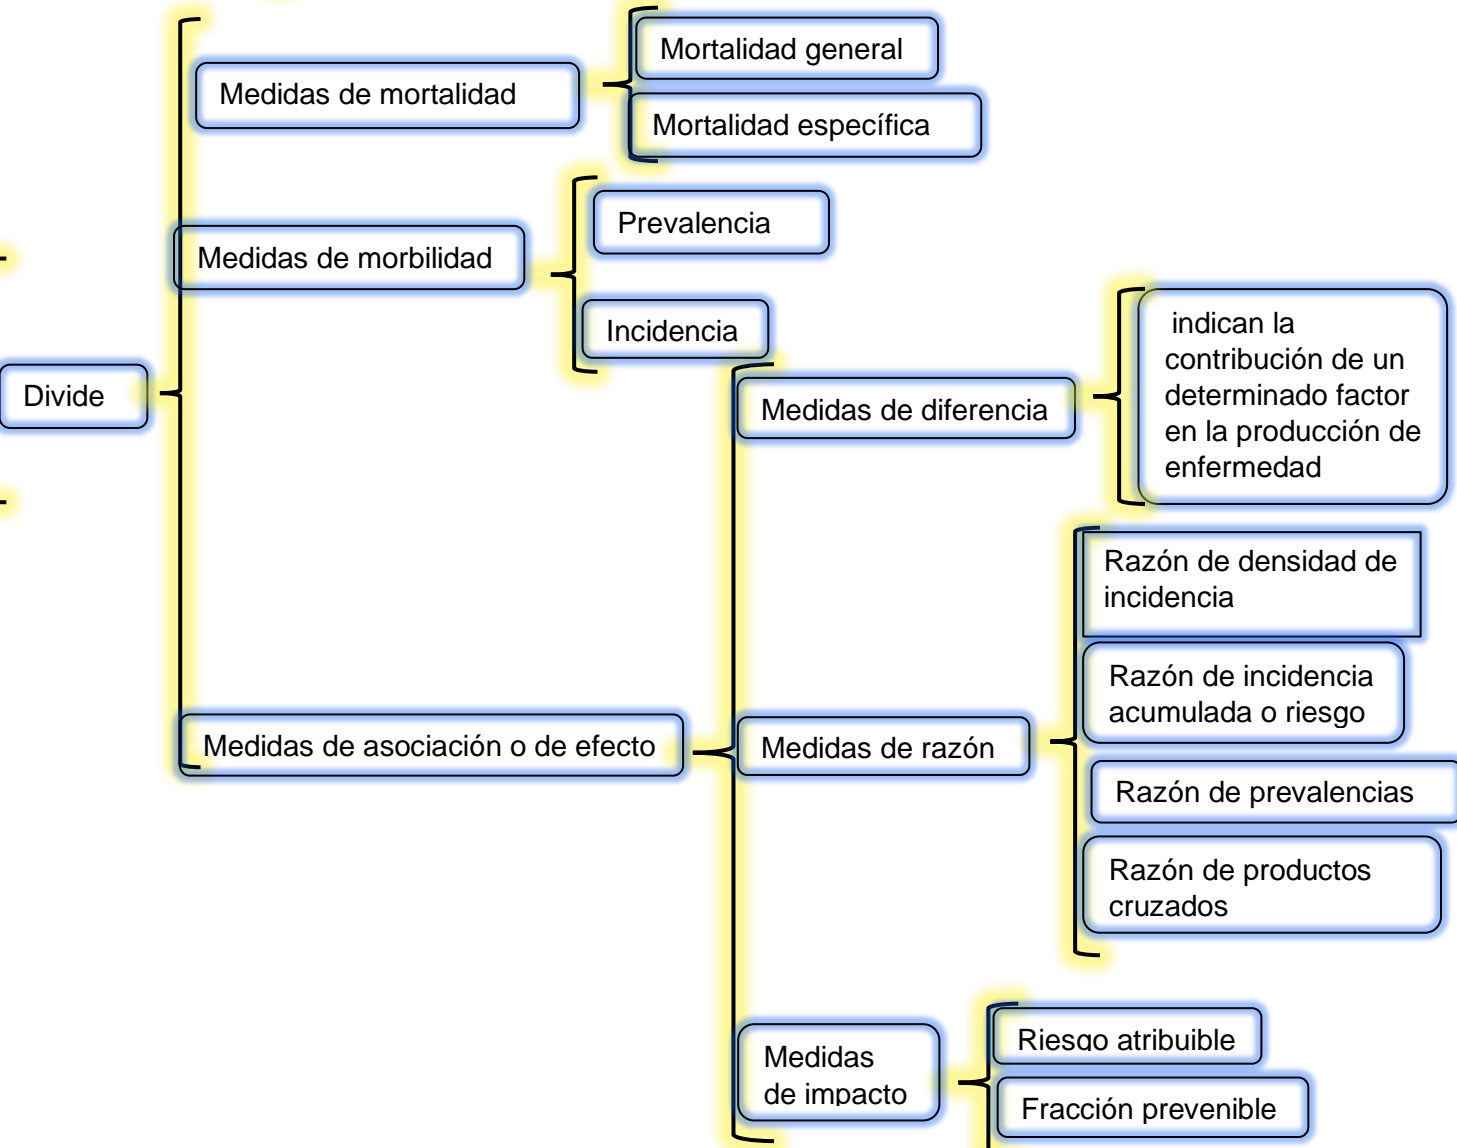 Mortalidad general
Medidas de mortalidad
Mortalidad específica
Prevalencia
Medidas de morbilidad
Incidencia
Divide
Medidas de diferencia
indican la
contribución de un
determinado factor
en la producción de
enfermedad
Razón de densidad de
incidencia
Razón de incidencia
acumulada o riesgo
Medidas de asociación o de efecto
Medidas de razón
Razón de prevalencias
Razón de productos
cruzados
Medidas
de impacto
Riesgo atribuible
Fracción prevenible